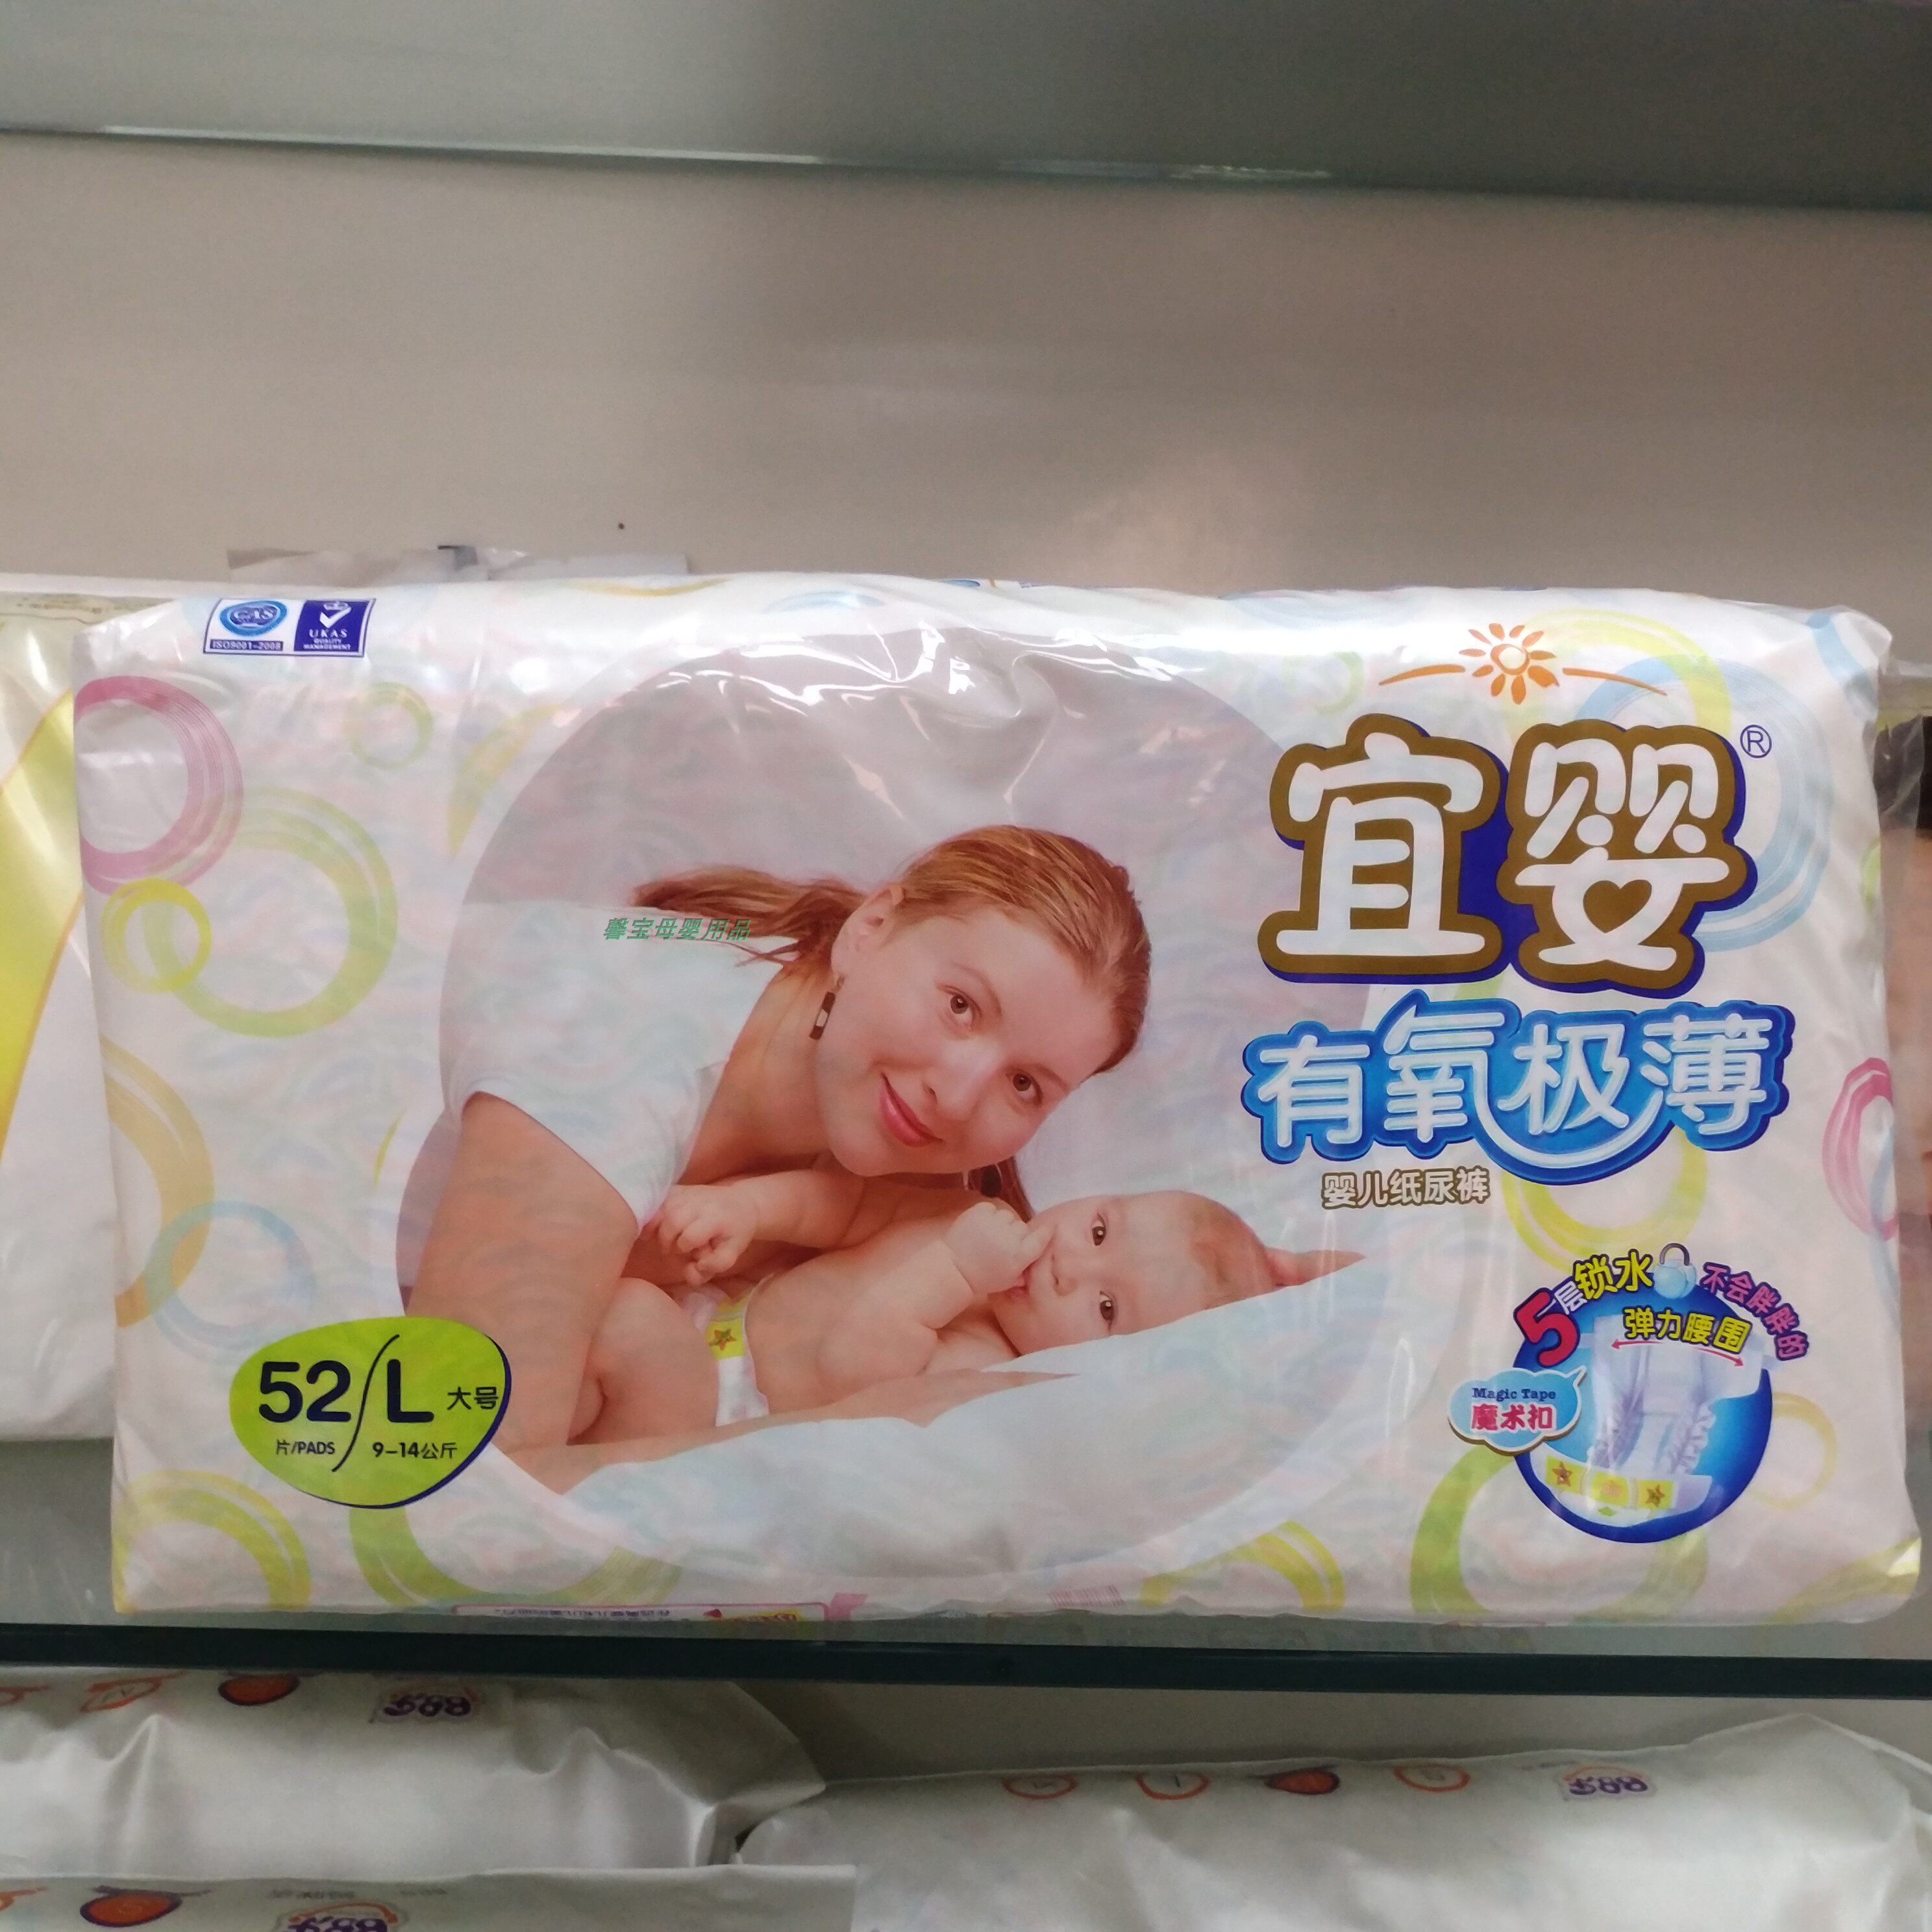 CAS
ISO9001-2008
UKAS
QUALITY
MANAGEMENT
宜婴®
有氧极薄
婴儿纸尿裤
馨宝母婴用品
5层锁水
不会胖胖的
弹力腰围
Magic Tape
魔术扣
52/L 大号
片/PADS 9-14公斤